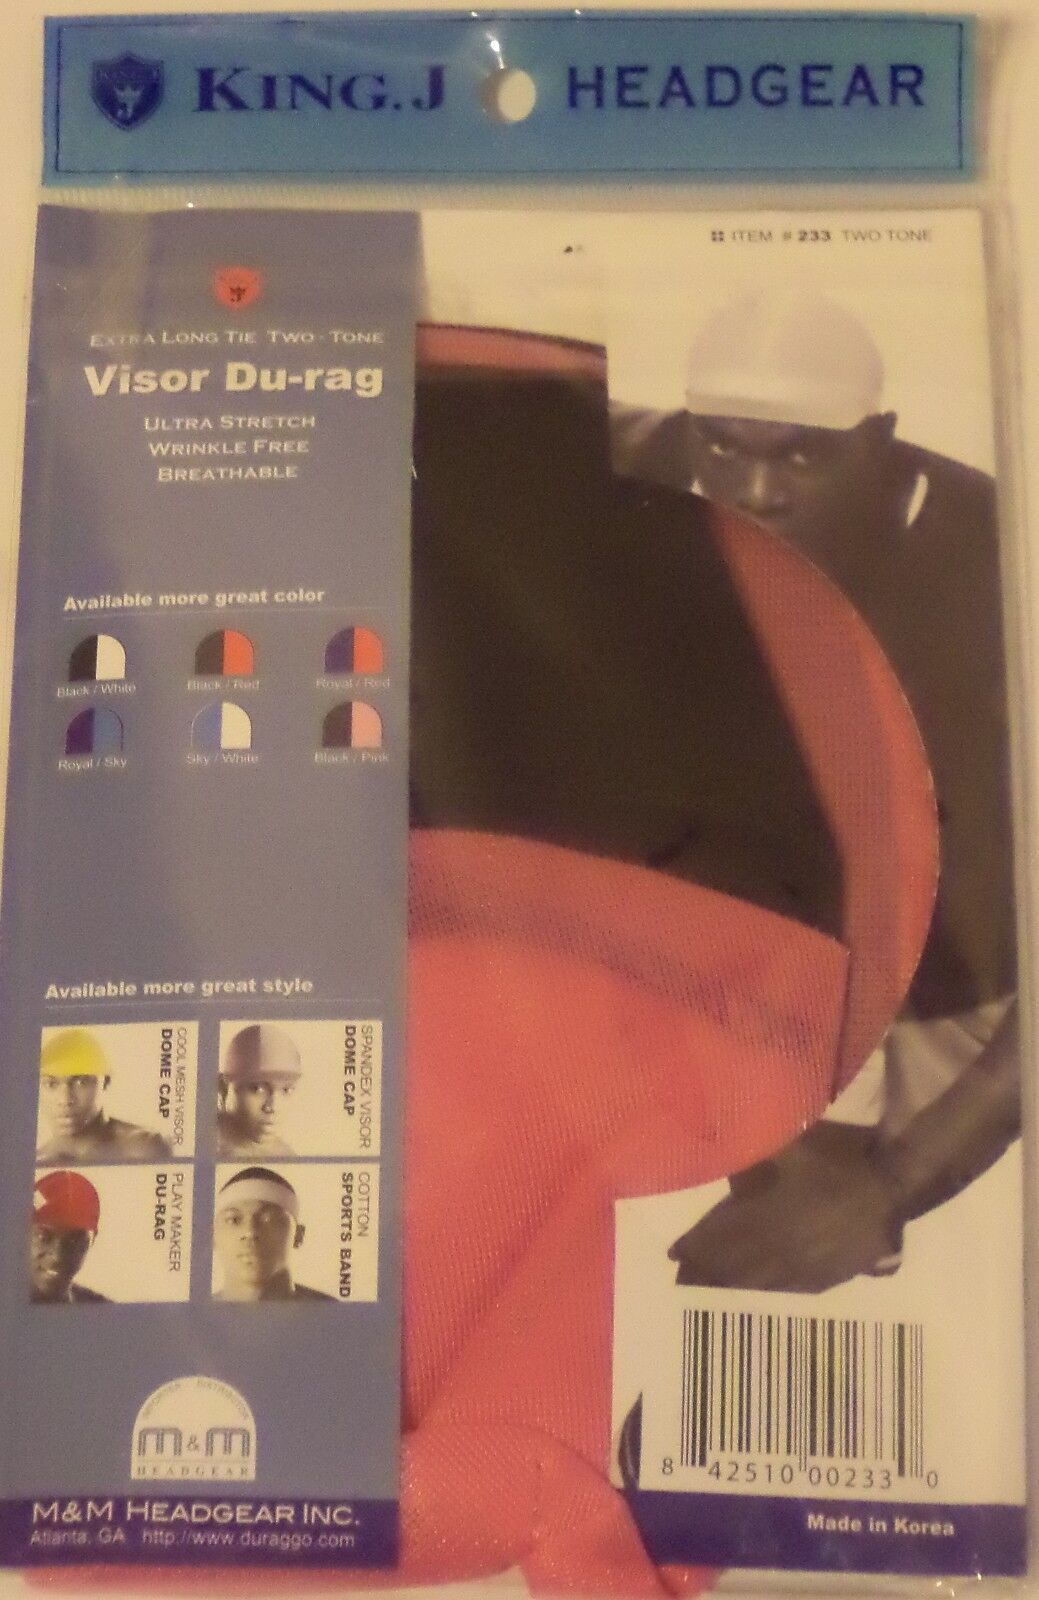 KING.J HEADGEAR
ITEM # 233 TWO TONE
EXTRA LONG TIE TWO-TONE
Visor Du-rag
ULTRA STRETCH
WRINKLE FREE
BREATHABLE
Available more great color
Black / White
Black / Red
Royal / Red
Royal / Sky
Sky / White
Black / Pink
Available more great style
COOL MESH VISOR
DOME CAP
SPANDEX VISOR
DOME CAP
PLAY MAKER
DU-RAG
COTTON
SPORTS BAND
m&m
HEADGEAR
M&M HEADGEAR INC.
Atlanta, GA http://www.duraggo.com
8 42510 00233 0
Made in Korea